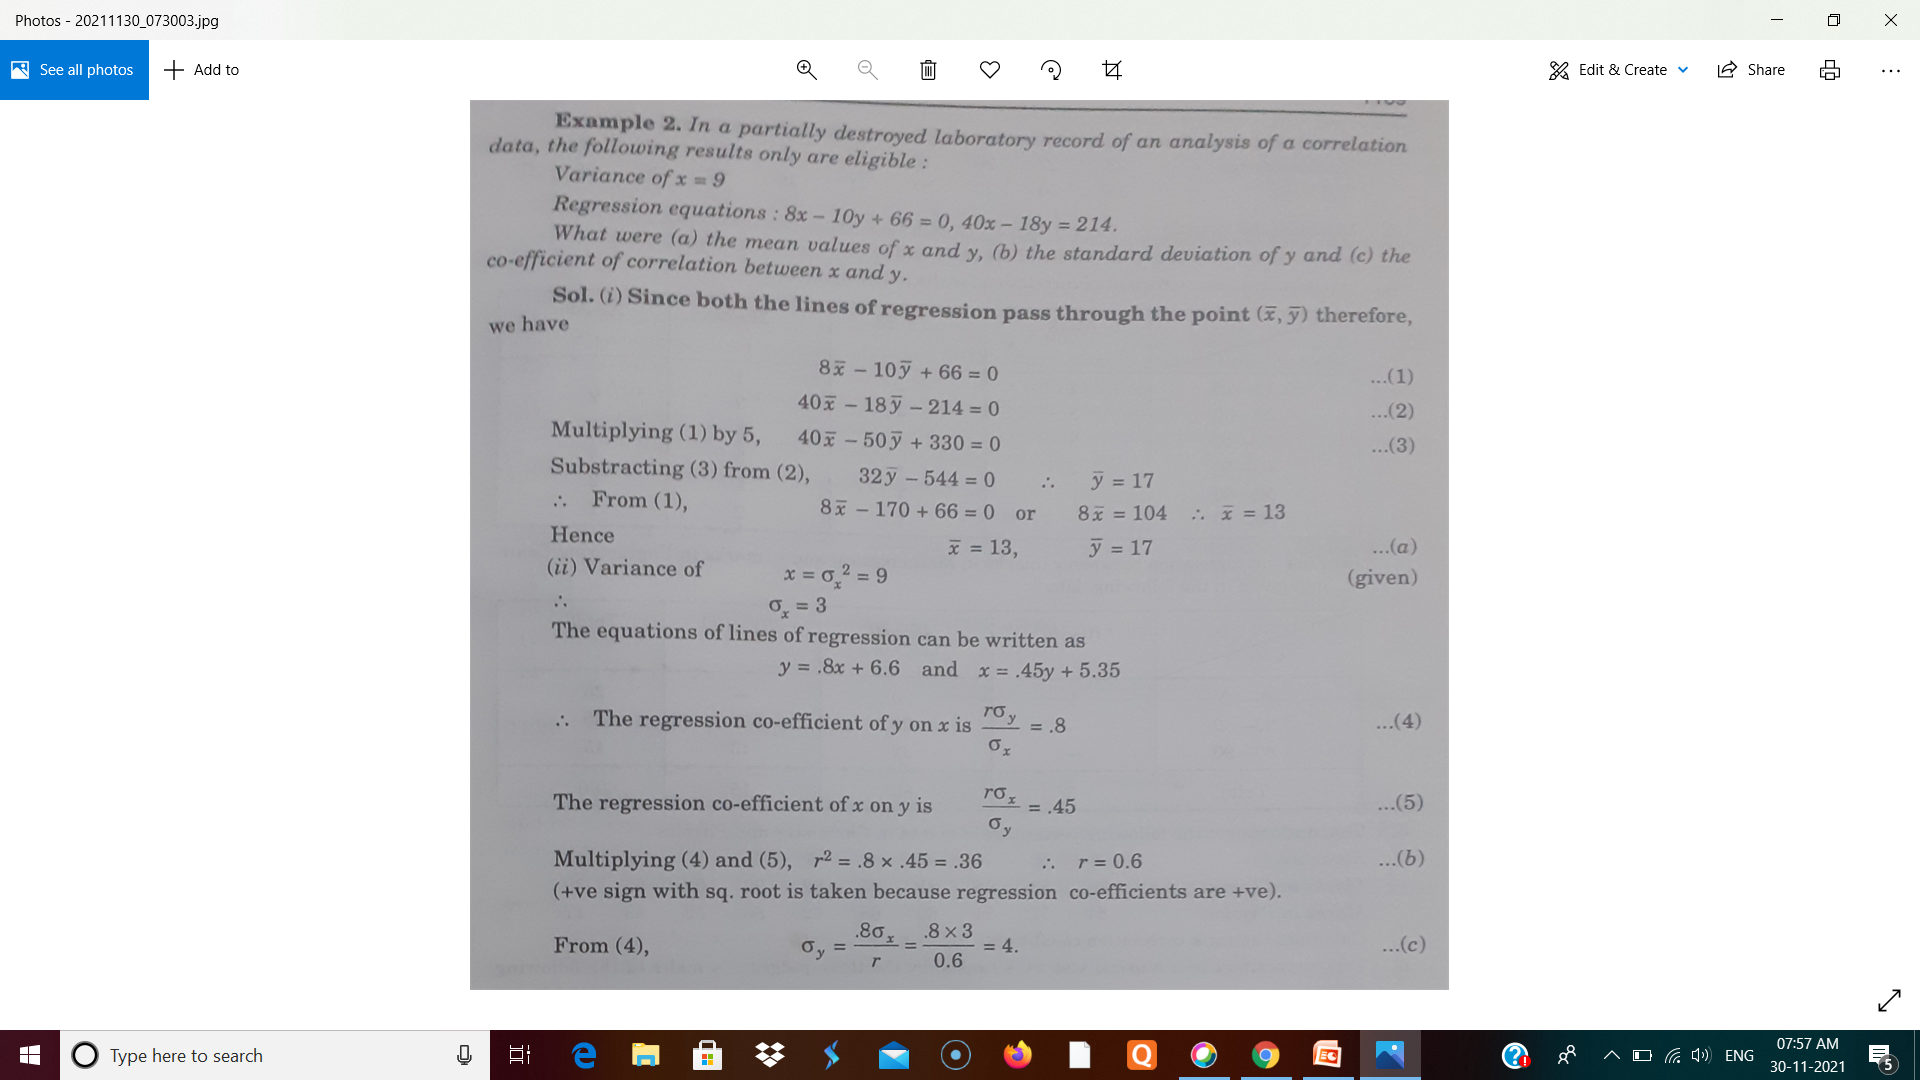 Photos - 20211130_073003.jpg
See all photos
Add to
Edit & Create
Share
Example 2. In a partially destroyed laboratory record of an analysis of a correlation
data, the following results only are eligible :
Variance of x = 9
Regression equations : 8x – 10y + 66 = 0, 40x – 18y = 214.
What were (a) the mean values of x and y, (b) the standard deviation of y and (c) the
co-efficient of correlation between x and y.
Sol. (i) Since both the lines of regression pass through the point (x̅, y̅) therefore,
we have
8x̅ – 10y̅ + 66 = 0 ...(1)
40x̅ – 18y̅ – 214 = 0 ...(2)
Multiplying (1) by 5, 40x̅ – 50y̅ + 330 = 0 ...(3)
Substracting (3) from (2), 32y̅ – 544 = 0 ∴ y̅ = 17
∴ From (1), 8x̅ – 170 + 66 = 0 or 8x̅ = 104 ∴ x̅ = 13
Hence x̅ = 13, y̅ = 17 ...(a)
(ii) Variance of x = σₓ² = 9 (given)
∴ σₓ = 3
The equations of lines of regression can be written as
y = .8x + 6.6 and x = .45y + 5.35
∴ The regression co-efficient of y on x is rσy/σx = .8 ...(4)
The regression co-efficient of x on y is rσx/σy = .45 ...(5)
Multiplying (4) and (5), r² = .8 × .45 = .36 ∴ r = 0.6 ...(b)
(+ve sign with sq. root is taken because regression co-efficients are +ve).
From (4), σy = .8σx/r = .8 × 3/0.6 = 4. ...(c)
Type here to search
ENG
07:57 AM
30-11-2021
5